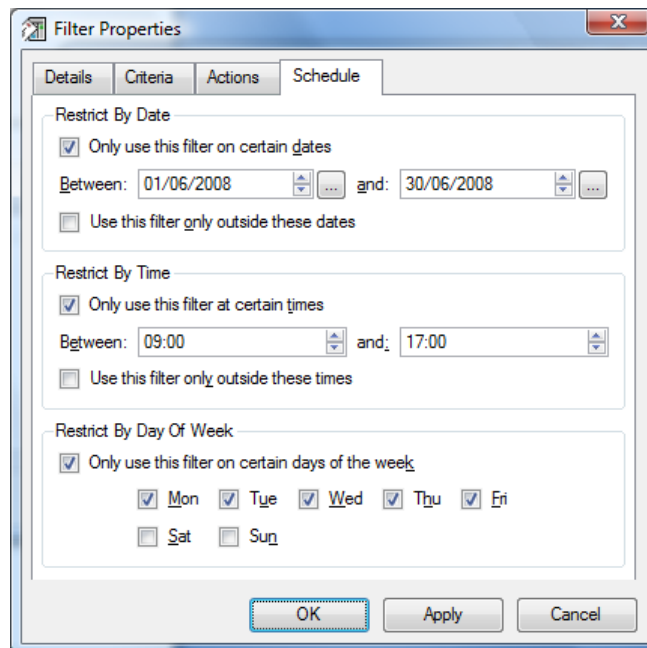 Filter Properties
Details Criteria Actions Schedule
Restrict By Date
Only use this filter on certain dates
Between: 01/06/2008 ... and: 30/06/2008 ...
Use this filter only outside these dates
Restrict By Time
Only use this filter at certain times
Between: 09:00 and: 17:00
Use this filter only outside these times
Restrict By Day Of Week
Only use this filter on certain days of the week
Mon Tue Wed Thu Fri
Sat Sun
OK Apply Cancel